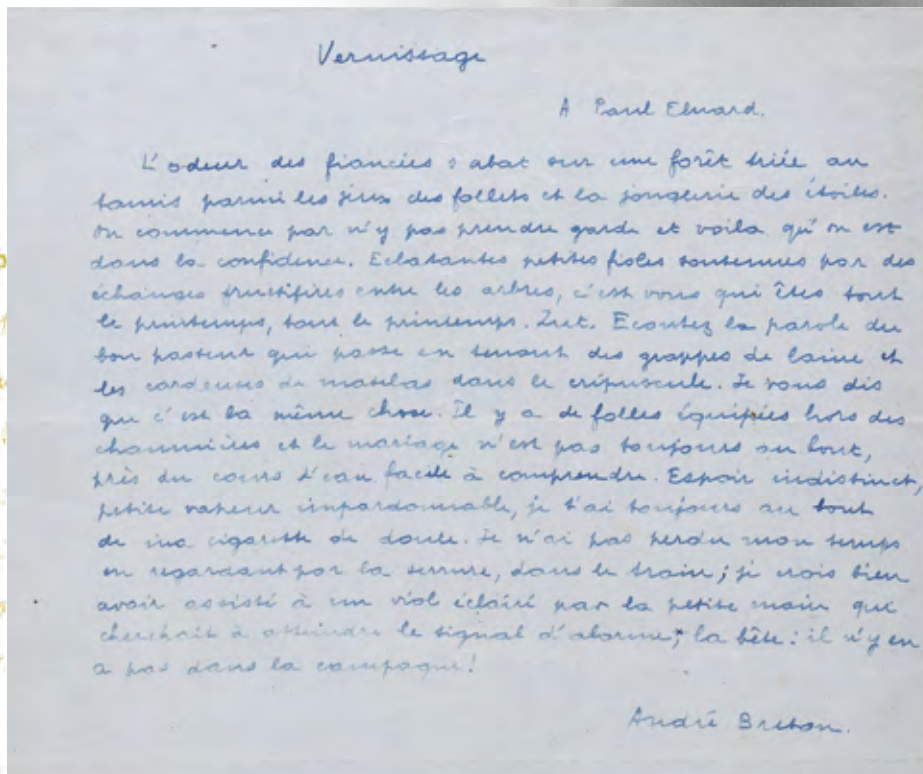 Vernissage
A Paul Eluard.
L'odeur des fiancées s'abat sur une forêt triée au
tamis parmi les jeux des follets et la jonglerie des étoiles.
On commence par n'y pas prendre garde et voilà qu'on est
dans la confidence. Eclatantes petites fioles soutenues par des
échanges fructifères entre les arbres, c'est vous qui êtes tout
le printemps, tout le printemps. Zut. Ecoutez la parole du
bon pasteur qui passe en tenant des grappes de laine et
les cardeuses de matelas dans le crépuscule. Je vous dis
que c'est la même chose. Il y a de folles équipées hors des
chaumières et le mariage n'est pas toujours au bout,
près du cours d'eau facile à comprendre. Espoir indistinct,
petite vapeur impardonnable, je t'ai toujours au bout
de ma cigarette de doute. Je n'ai pas perdu mon temps
en regardant par la serrure, dans le train; je crois bien
avoir assisté à un viol éclairé par la petite main qui
cherchait à atteindre le signal d'alarme; la bête: il n'y en
a pas dans la campagne!
André Breton.